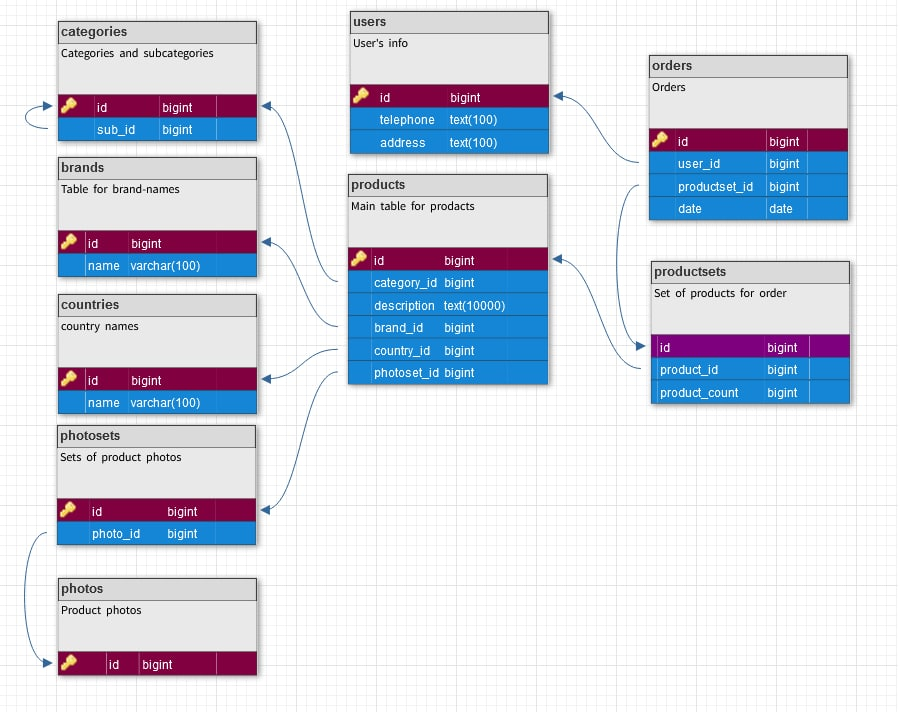 categories
Categories and subcategories
id bigint
sub_id bigint
brands
Table for brand-names
id bigint
name varchar(100)
countries
country names
id bigint
name varchar(100)
photosets
Sets of product photos
id bigint
photo_id bigint
photos
Product photos
id bigint
users
User's info
id bigint
telephone text(100)
address text(100)
products
Main table for prodacts
id bigint
category_id bigint
description text(10000)
brand_id bigint
country_id bigint
photoset_id bigint
orders
Orders
id bigint
user_id bigint
productset_id bigint
date date
productsets
Set of products for order
id bigint
product_id bigint
product_count bigint